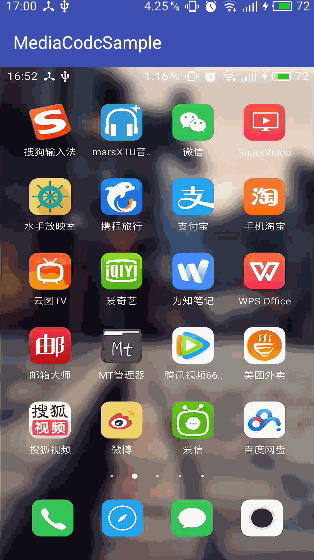 17:00 4.25% 72
MediaCodcSample
16:52 1.16% 72
搜狗输入法 marsXTU音.. 微信 SuperVideo
水手放映室 携程旅行 支付宝 手机淘宝
云图TV 爱奇艺 为知笔记 WPS Office
邮箱大师 MT管理器 腾讯视频66.. 美团外卖
搜狐视频 微博 爱信 百度网盘